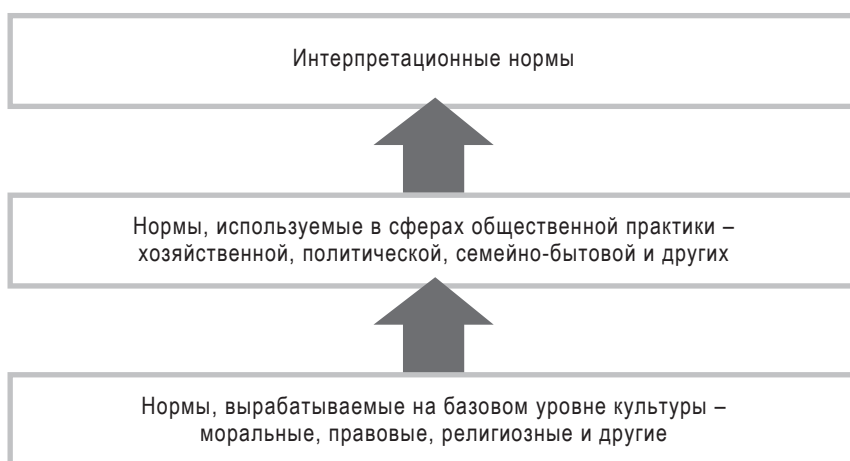 Интерпретационные нормы
Нормы, используемые в сферах общественной практики –
хозяйственной, политической, семейно-бытовой и других
Нормы, вырабатываемые на базовом уровне культуры –
моральные, правовые, религиозные и другие